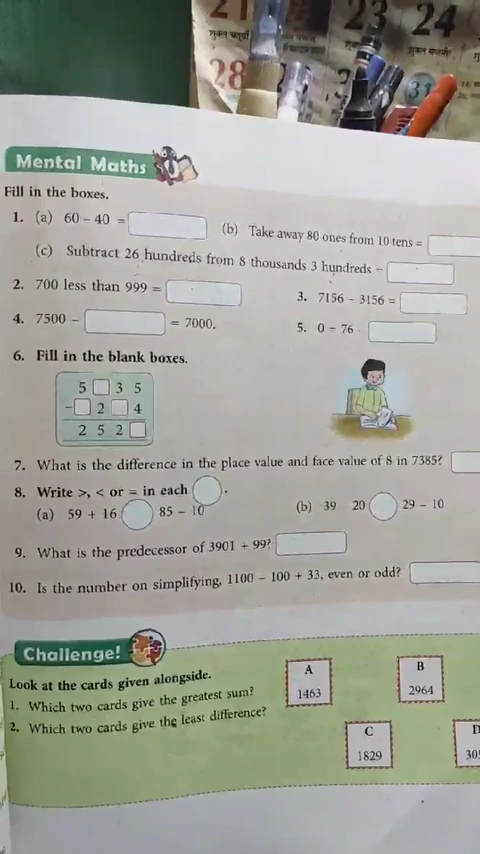 21
23
24
शुक्ल चतुर्थी
शुक्ल पंचमी
28
31
Mental Maths
Fill in the boxes.
1. (a) 60 – 40 =
(b) Take away 80 ones from 10 tens =
(c) Subtract 26 hundreds from 8 thousands 3 hundreds =
2. 700 less than 999 =
3. 7156 – 3156 =
4. 7500 – = 7000.
5. 0 ÷ 76
6. Fill in the blank boxes.
5 3 5
– 2 4
2 5 2
7. What is the difference in the place value and face value of 8 in 7385?
8. Write >, < or = in each .
(a) 59 + 16 85 – 10
(b) 39 20 29 – 10
9. What is the predecessor of 3901 + 99?
10. Is the number on simplifying, 1100 – 100 + 33, even or odd?
Challenge!
Look at the cards given alongside.
1. Which two cards give the greatest sum?
2. Which two cards give the least difference?
A
1463
B
2964
C
1829
D